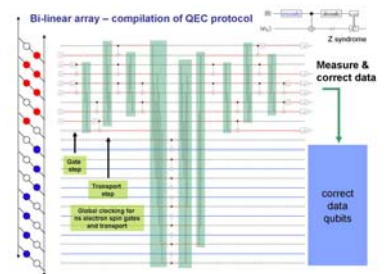 Bi-linear array – compilation of QEC protocol
Z syndrome
Measure &
correct data
Gate
step
Transport
step
Global clocking for
ns electron spin gates
and transport
correct
data
qubits